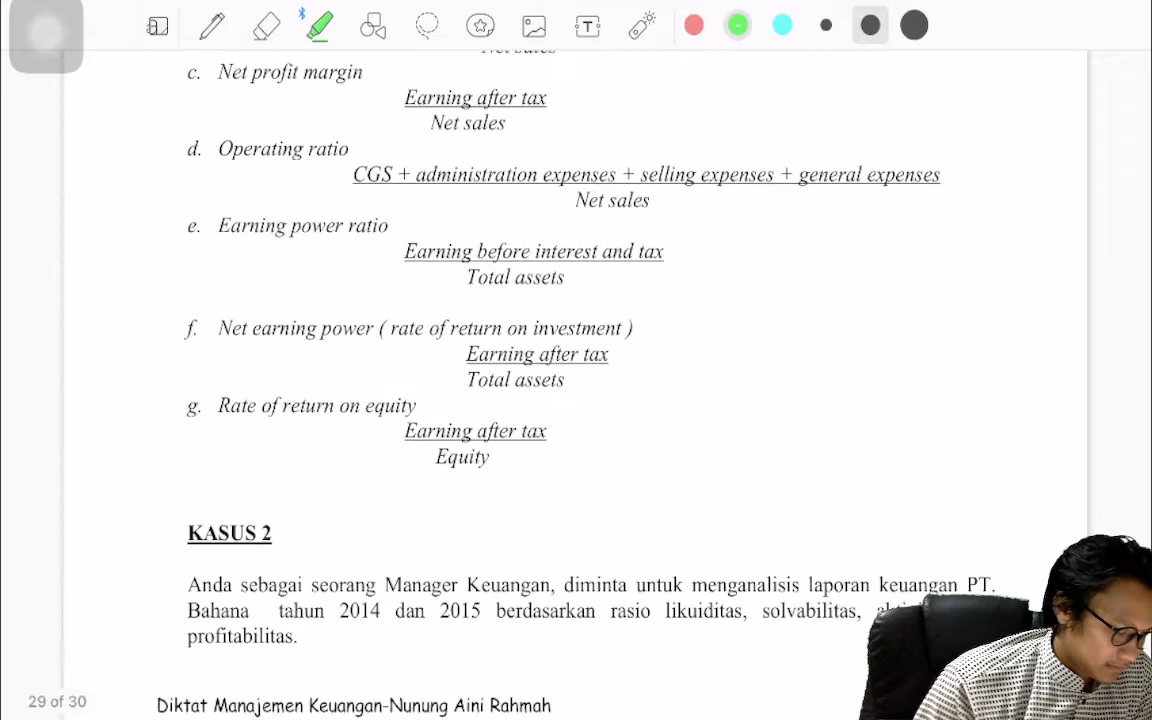 c. Net profit margin
Earning after tax
Net sales
d. Operating ratio
CGS + administration expenses + selling expenses + general expenses
Net sales
e. Earning power ratio
Earning before interest and tax
Total assets
f. Net earning power ( rate of return on investment )
Earning after tax
Total assets
g. Rate of return on equity
Earning after tax
Equity
KASUS 2
Anda sebagai seorang Manager Keuangan, diminta untuk menganalisis laporan keuangan PT.
Bahana tahun 2014 dan 2015 berdasarkan rasio likuiditas, solvabilitas,
profitabilitas.
29 of 30
Diktat Manajemen Keuangan-Nunung Aini Rahmah